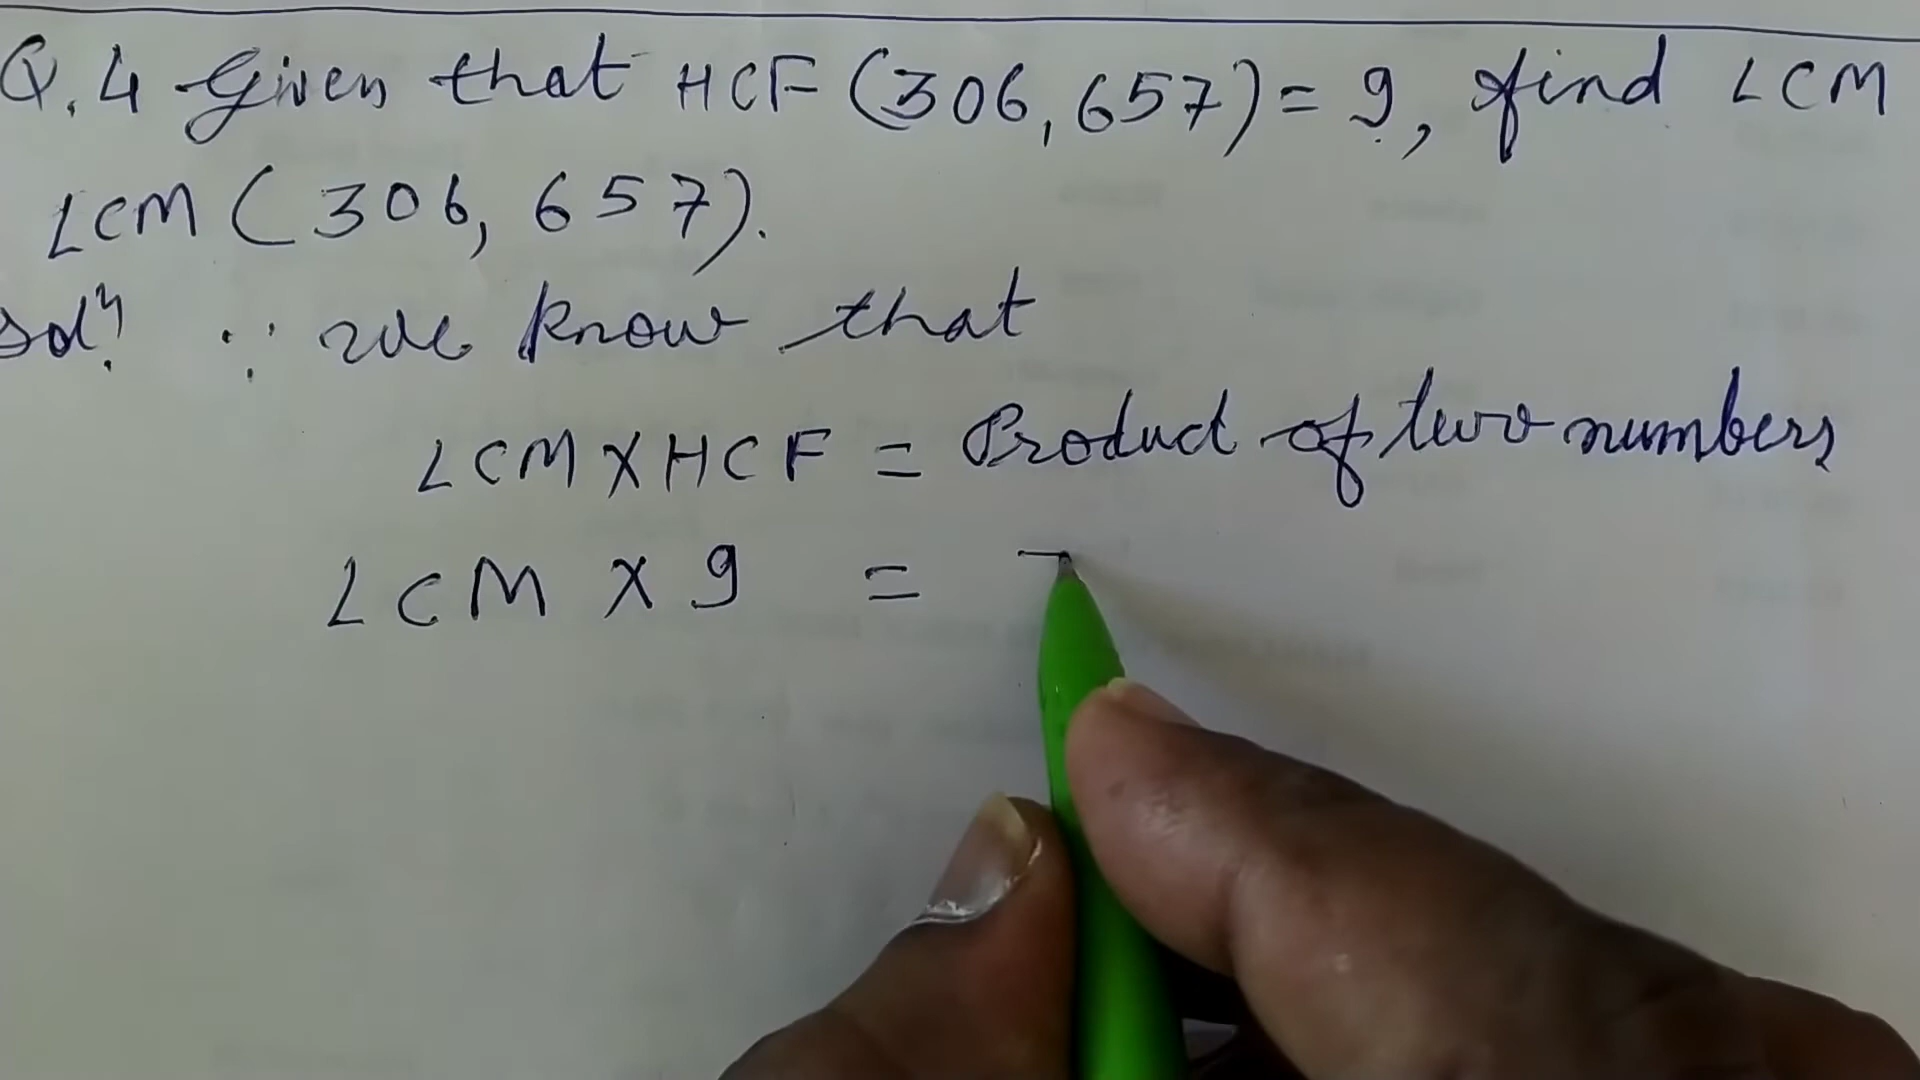 Q.4 Given that HCF (306, 657) = 9, find LCM
LCM (306, 657).
Solⁿ. ∵ we know that
LCM X HCF = Product of two numbers
LCM X 9 =